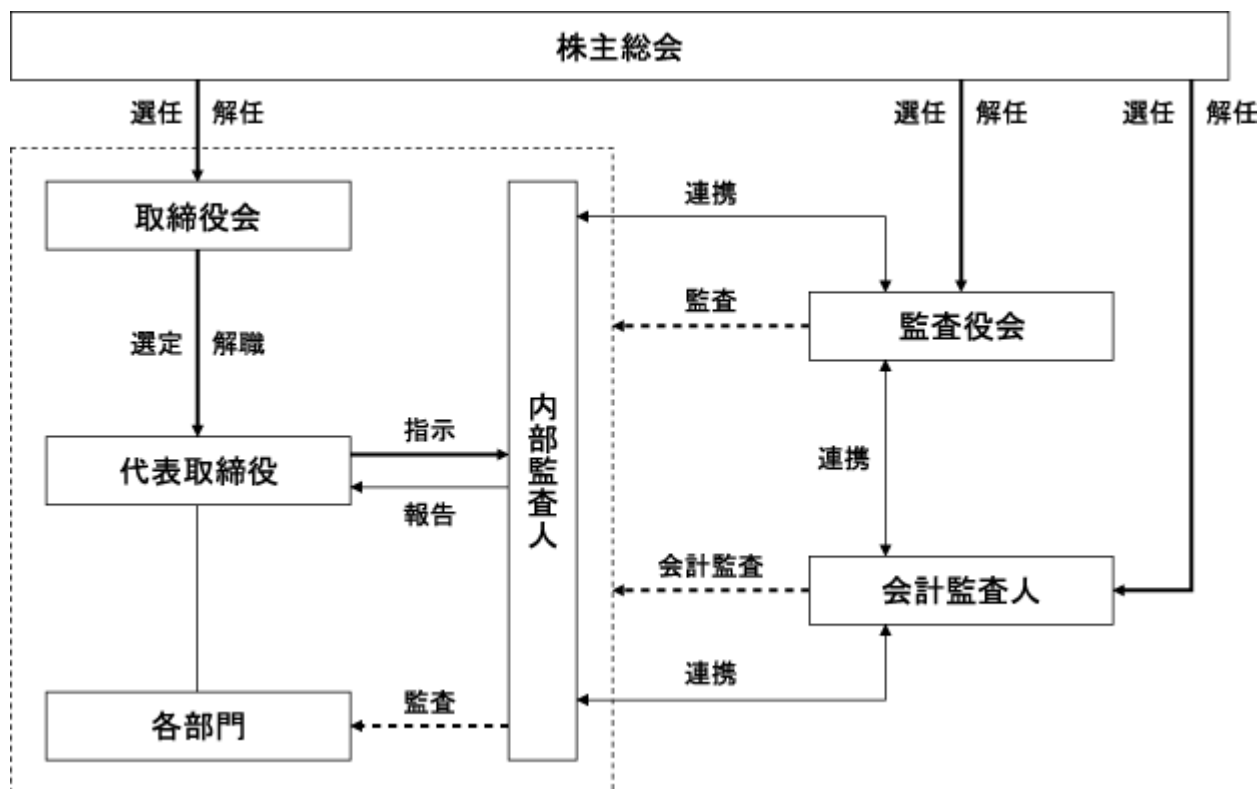 株主総会
選任 解任
選任 解任
選任 解任
取締役会
連携
監査
監査役会
選定 解職
内部監査人
指示
代表取締役
連携
報告
会計監査
会計監査人
連携
監査
各部門